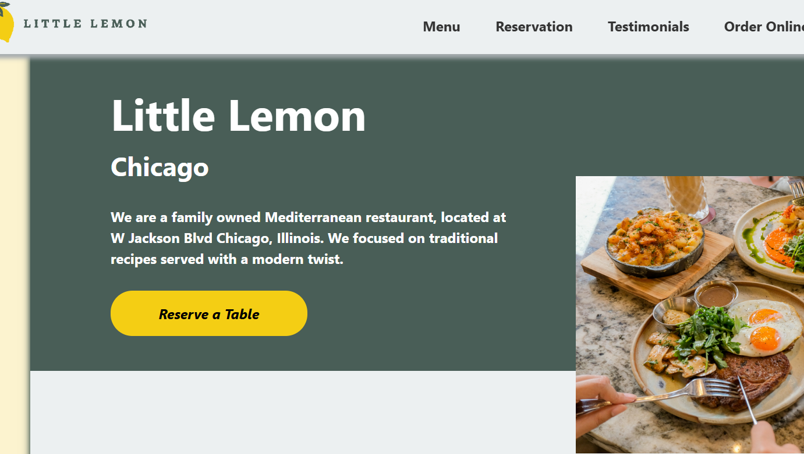 LITTLE LEMON
Menu Reservation Testimonials Order Online
Little Lemon
Chicago
We are a family owned Mediterranean restaurant, located at
W Jackson Blvd Chicago, Illinois. We focused on traditional
recipes served with a modern twist.
Reserve a Table